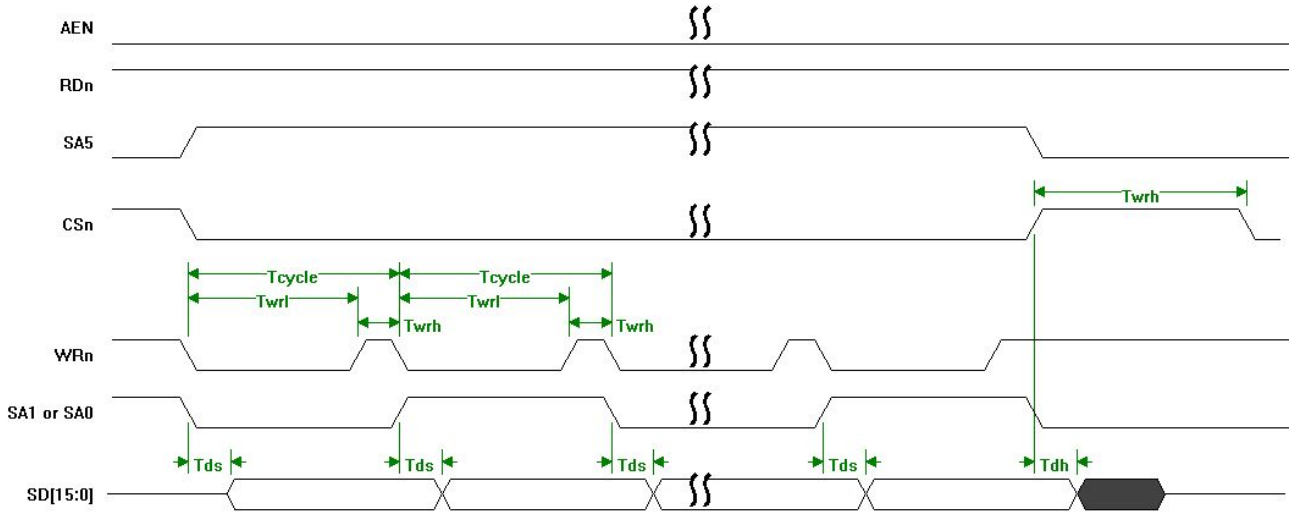 AEN
RDn
SA5
CSn
Twrh
Tcycle Tcycle
Twrl Twrl
Twrh Twrh
WRn
SA1 or SA0
Tds Tds Tds Tds Tdh
SD[15:0]